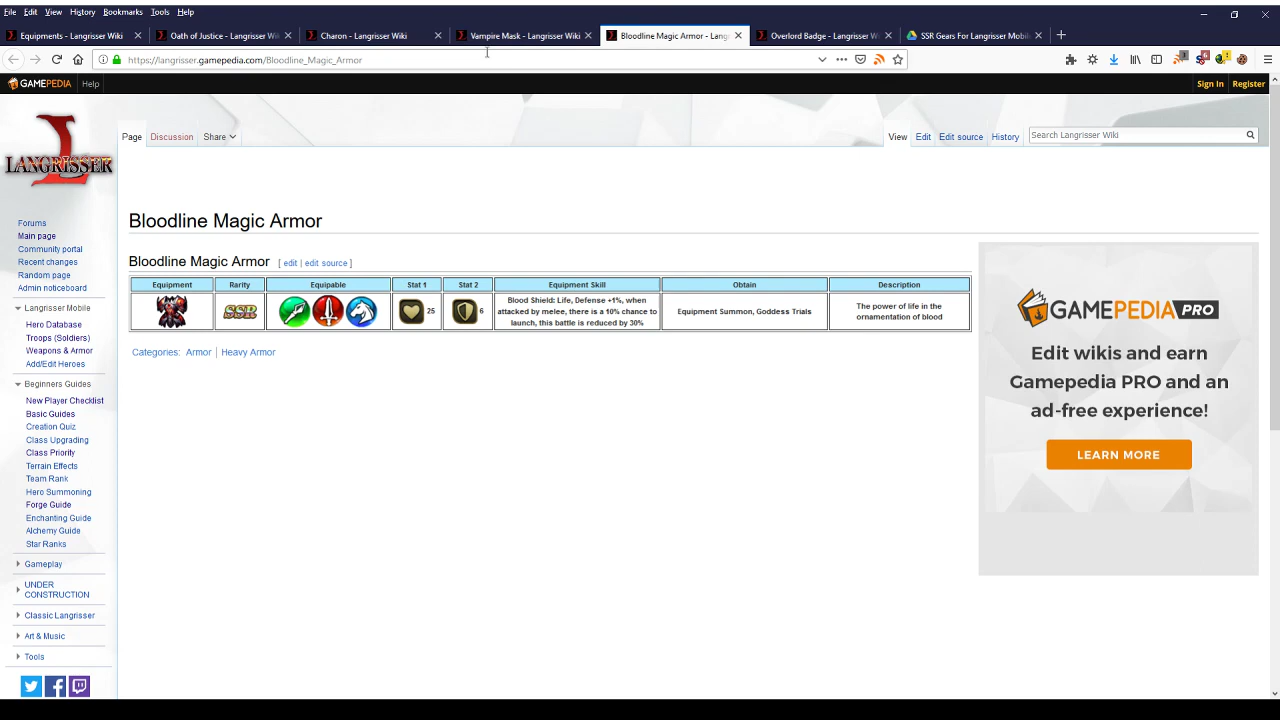 File Edit View History Bookmarks Tools Help
Equipments - Langrisser Wiki
Oath of Justice - Langrisser Wi
Charon - Langrisser Wiki
Vampire Mask - Langrisser Wiki
Bloodline Magic Armor - Lang
Overlord Badge - Langrisser W
SSR Gears For Langrisser Mobil
https://langrisser.gamepedia.com/Bloodline_Magic_Armor
GAMEPEDIA Help Sign In Register
LANGRISSER
Page Discussion Share View Edit Edit source History Search Langrisser Wiki
Bloodline Magic Armor
Bloodline Magic Armor [ edit | edit source ]
Equipment Rarity Equipable Stat 1 Stat 2 Equipment Skill Obtain Description
SSR 25 6
Blood Shield: Life, Defense +1%, when
attacked by melee, there is a 10% chance to
launch, this battle is reduced by 30%
Equipment Summon, Goddess Trials
The power of life in the
ornamentation of blood
Categories: Armor | Heavy Armor
Forums
Main page
Community portal
Recent changes
Random page
Admin noticeboard
Langrisser Mobile
Hero Database
Troops (Soldiers)
Weapons & Armor
Add/Edit Heroes
Beginners Guides
New Player Checklist
Basic Guides
Creation Quiz
Class Upgrading
Class Priority
Terrain Effects
Team Rank
Hero Summoning
Forge Guide
Enchanting Guide
Alchemy Guide
Star Ranks
Gameplay
UNDER
CONSTRUCTION
Classic Langrisser
Art & Music
Tools
GAMEPEDIA PRO
Edit wikis and earn
Gamepedia PRO and an
ad-free experience!
LEARN MORE